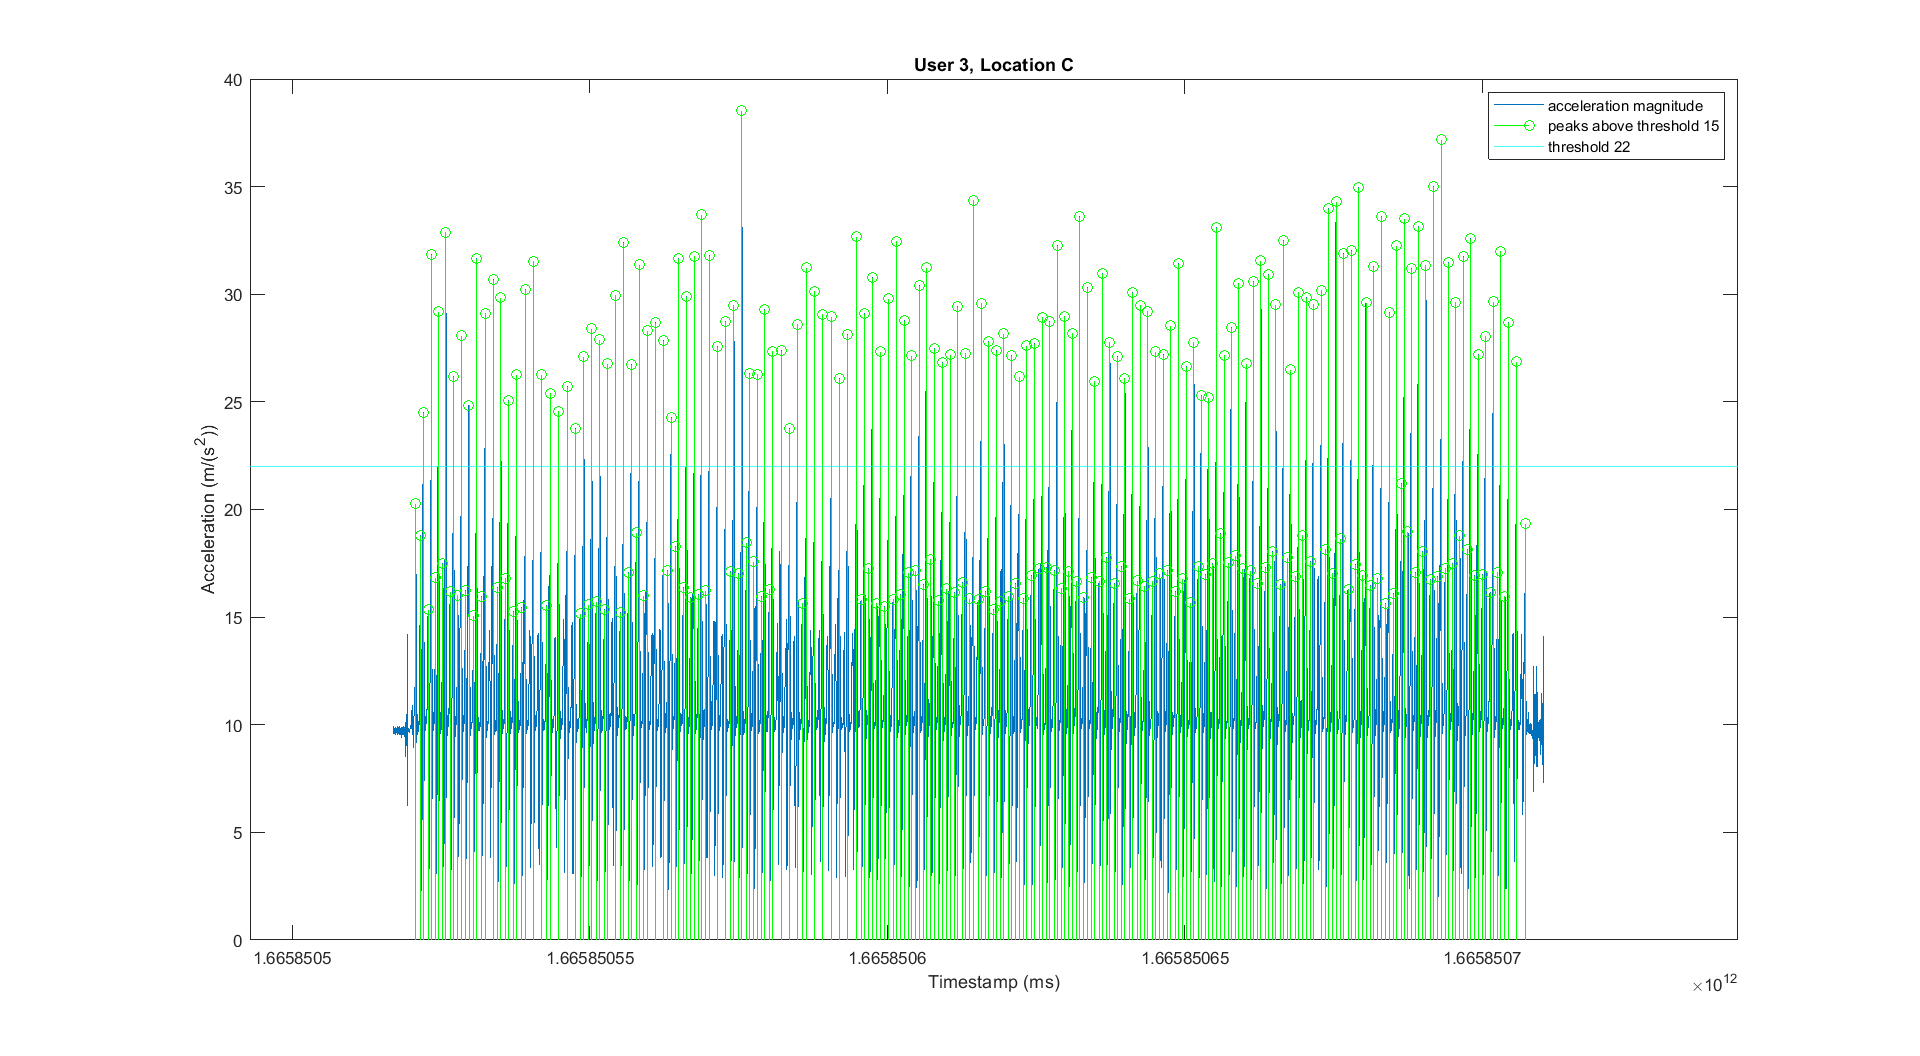 User 3, Location C
acceleration magnitude
peaks above threshold 15
threshold 22
Acceleration (m/(s²))
40
35
30
25
20
15
10
5
0
1.6658505 1.66585055 1.6658506 1.66585065 1.6658507
Timestamp (ms)
×10¹²